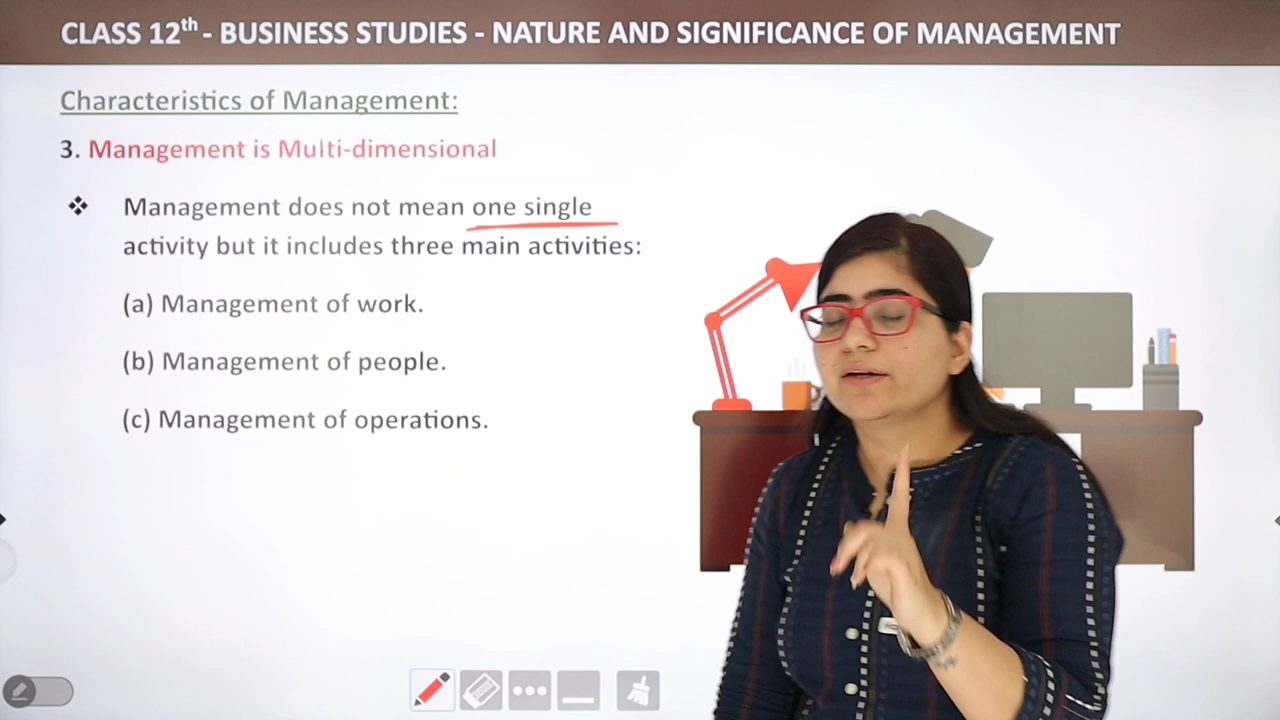 CLASS 12th - BUSINESS STUDIES - NATURE AND SIGNIFICANCE OF MANAGEMENT
Characteristics of Management:
3. Management is Multi-dimensional
❖ Management does not mean one single
activity but it includes three main activities:
(a) Management of work.
(b) Management of people.
(c) Management of operations.